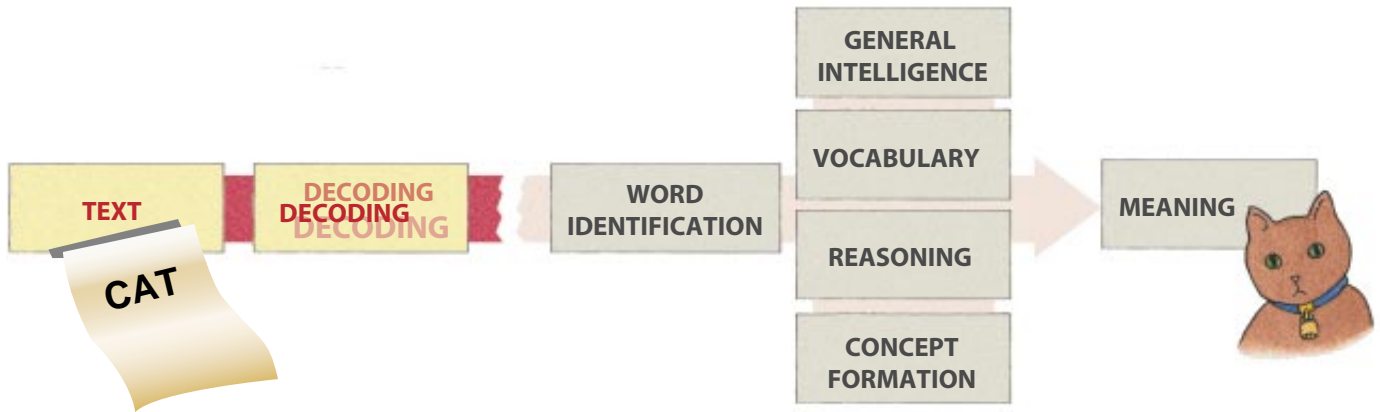 TEXT
CAT
DECODING
DECODING
DECODING
WORD
IDENTIFICATION
GENERAL
INTELLIGENCE
VOCABULARY
REASONING
CONCEPT
FORMATION
MEANING